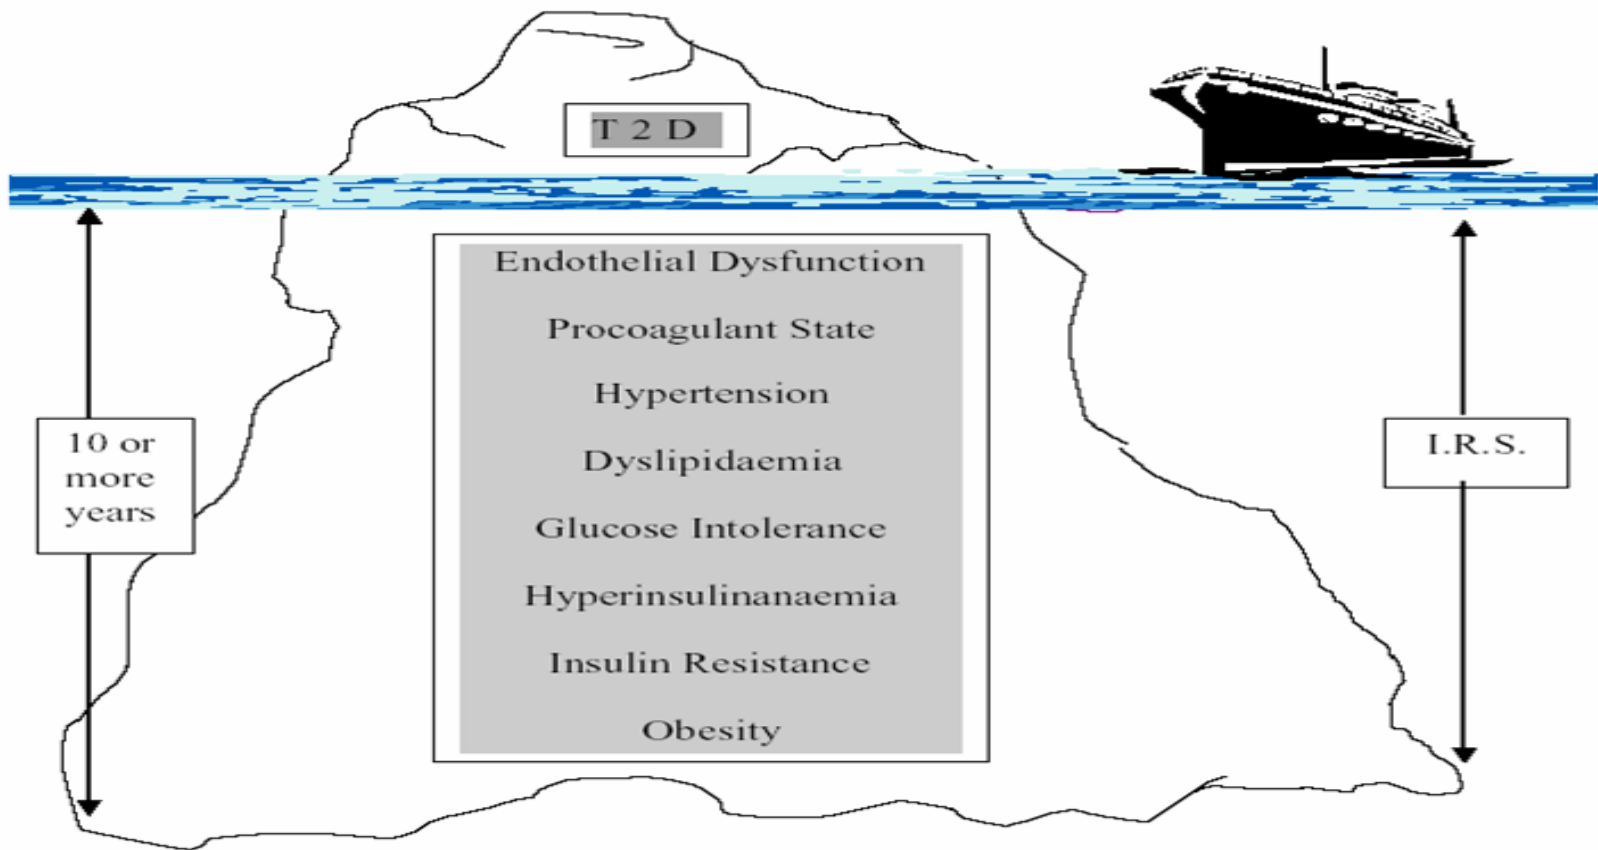 T 2 D
Endothelial Dysfunction
Procoagulant State
Hypertension
Dyslipidaemia
Glucose Intolerance
Hyperinsulinanaemia
Insulin Resistance
Obesity
10 or
more
years
I.R.S.